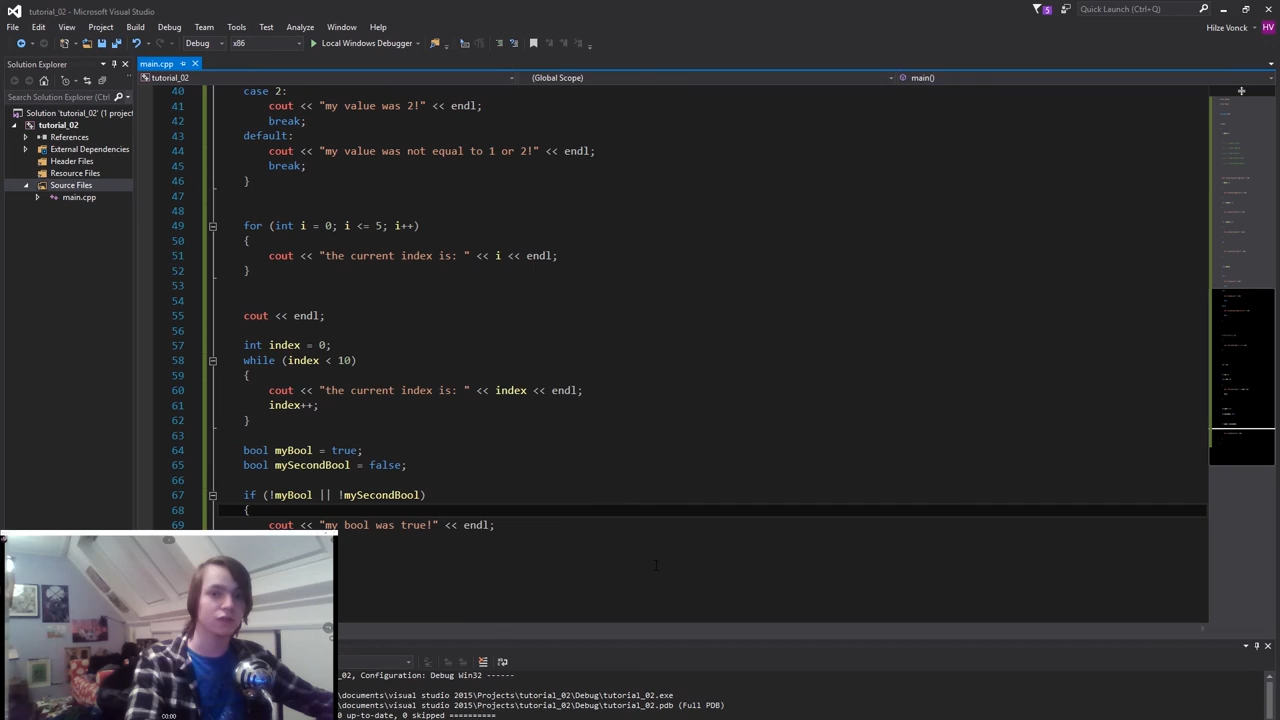 tutorial_02 - Microsoft Visual Studio
5
Quick Launch (Ctrl+Q)
File Edit View Project Build Debug Team Tools Test Analyze Window Help
Hilze Vonck
HV
Debug x86 Local Windows Debugger
Solution Explorer
main.cpp
tutorial_02
(Global Scope)
main()
Search Solution Explorer (Ctrl
Solution 'tutorial_02' (1 project
tutorial_02
References
External Dependencies
Header Files
Resource Files
Source Files
main.cpp
40 case 2:
41 cout << "my value was 2!" << endl;
42 break;
43 default:
44 cout << "my value was not equal to 1 or 2!" << endl;
45 break;
46 }
47
48
49 for (int i = 0; i <= 5; i++)
50 {
51 cout << "the current index is: " << i << endl;
52 }
53
54
55 cout << endl;
56
57 int index = 0;
58 while (index < 10)
59 {
60 cout << "the current index is: " << index << endl;
61 index++;
62 }
63
64 bool myBool = true;
65 bool mySecondBool = false;
66
67 if (!myBool || !mySecondBool)
68 {
69 cout << "my bool was true!" << endl;
02, Configuration: Debug Win32 ------
\documents\visual studio 2015\Projects\tutorial_02\Debug\tutorial_02.exe
\documents\visual studio 2015\Projects\tutorial_02\Debug\tutorial_02.pdb (Full PDB)
0 up-to-date, 0 skipped ==========
00:00